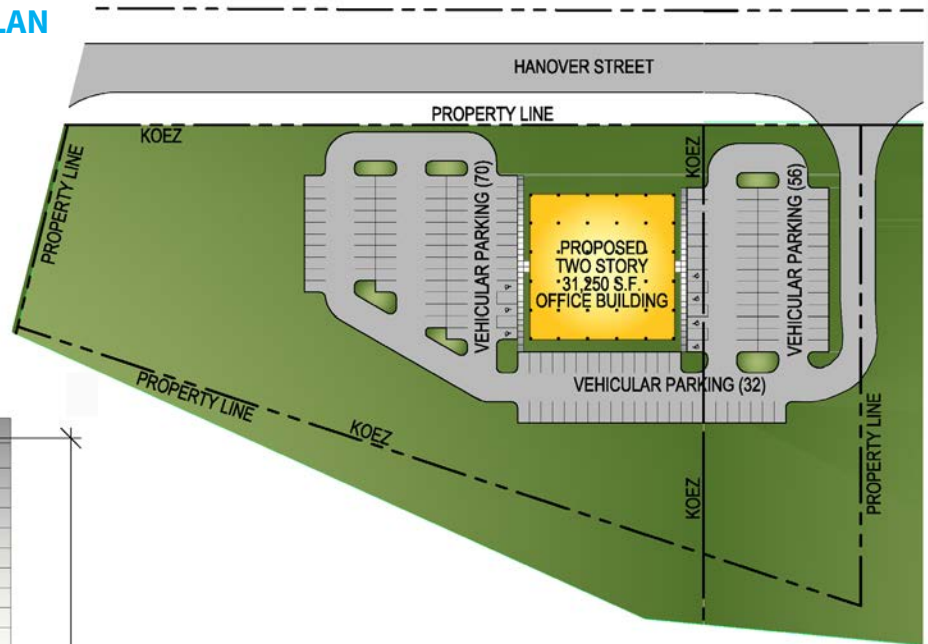 LAN
HANOVER STREET
PROPERTY LINE
KOEZ
KOEZ
PROPERTY LINE
VEHICULAR PARKING (70)
PROPOSED
TWO STORY
31,250 S.F.
OFFICE BUILDING
VEHICULAR PARKING (56)
VEHICULAR PARKING (32)
PROPERTY LINE
KOEZ
KOEZ
PROPERTY LINE